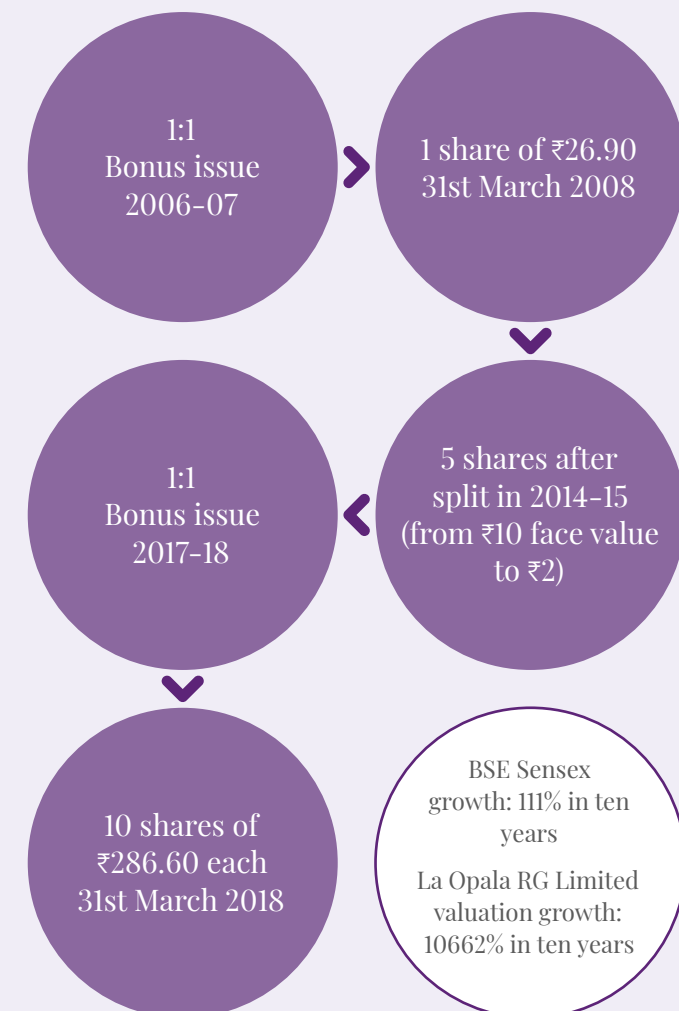 1:1
Bonus issue
2006-07
1 share of ₹26.90
31st March 2008
5 shares after
split in 2014-15
(from ₹10 face value
to ₹2)
1:1
Bonus issue
2017-18
10 shares of
₹286.60 each
31st March 2018
BSE Sensex
growth: 111% in ten
years
La Opala RG Limited
valuation growth:
10662% in ten years